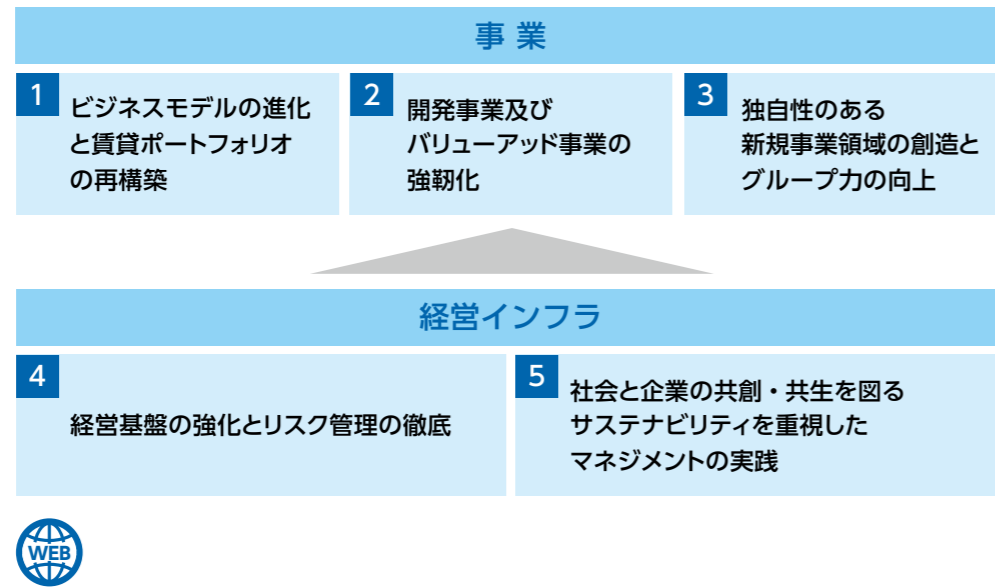 事 業
1
ビジネスモデルの進化
と賃貸ポートフォリオ
の再構築
2
開発事業及び
バリューアッド事業の
強靭化
3
独自性のある
新規事業領域の創造と
グループ力の向上
経営インフラ
4
経営基盤の強化とリスク管理の徹底
5
社会と企業の共創・共生を図る
サステナビリティを重視した
マネジメントの実践
WEB